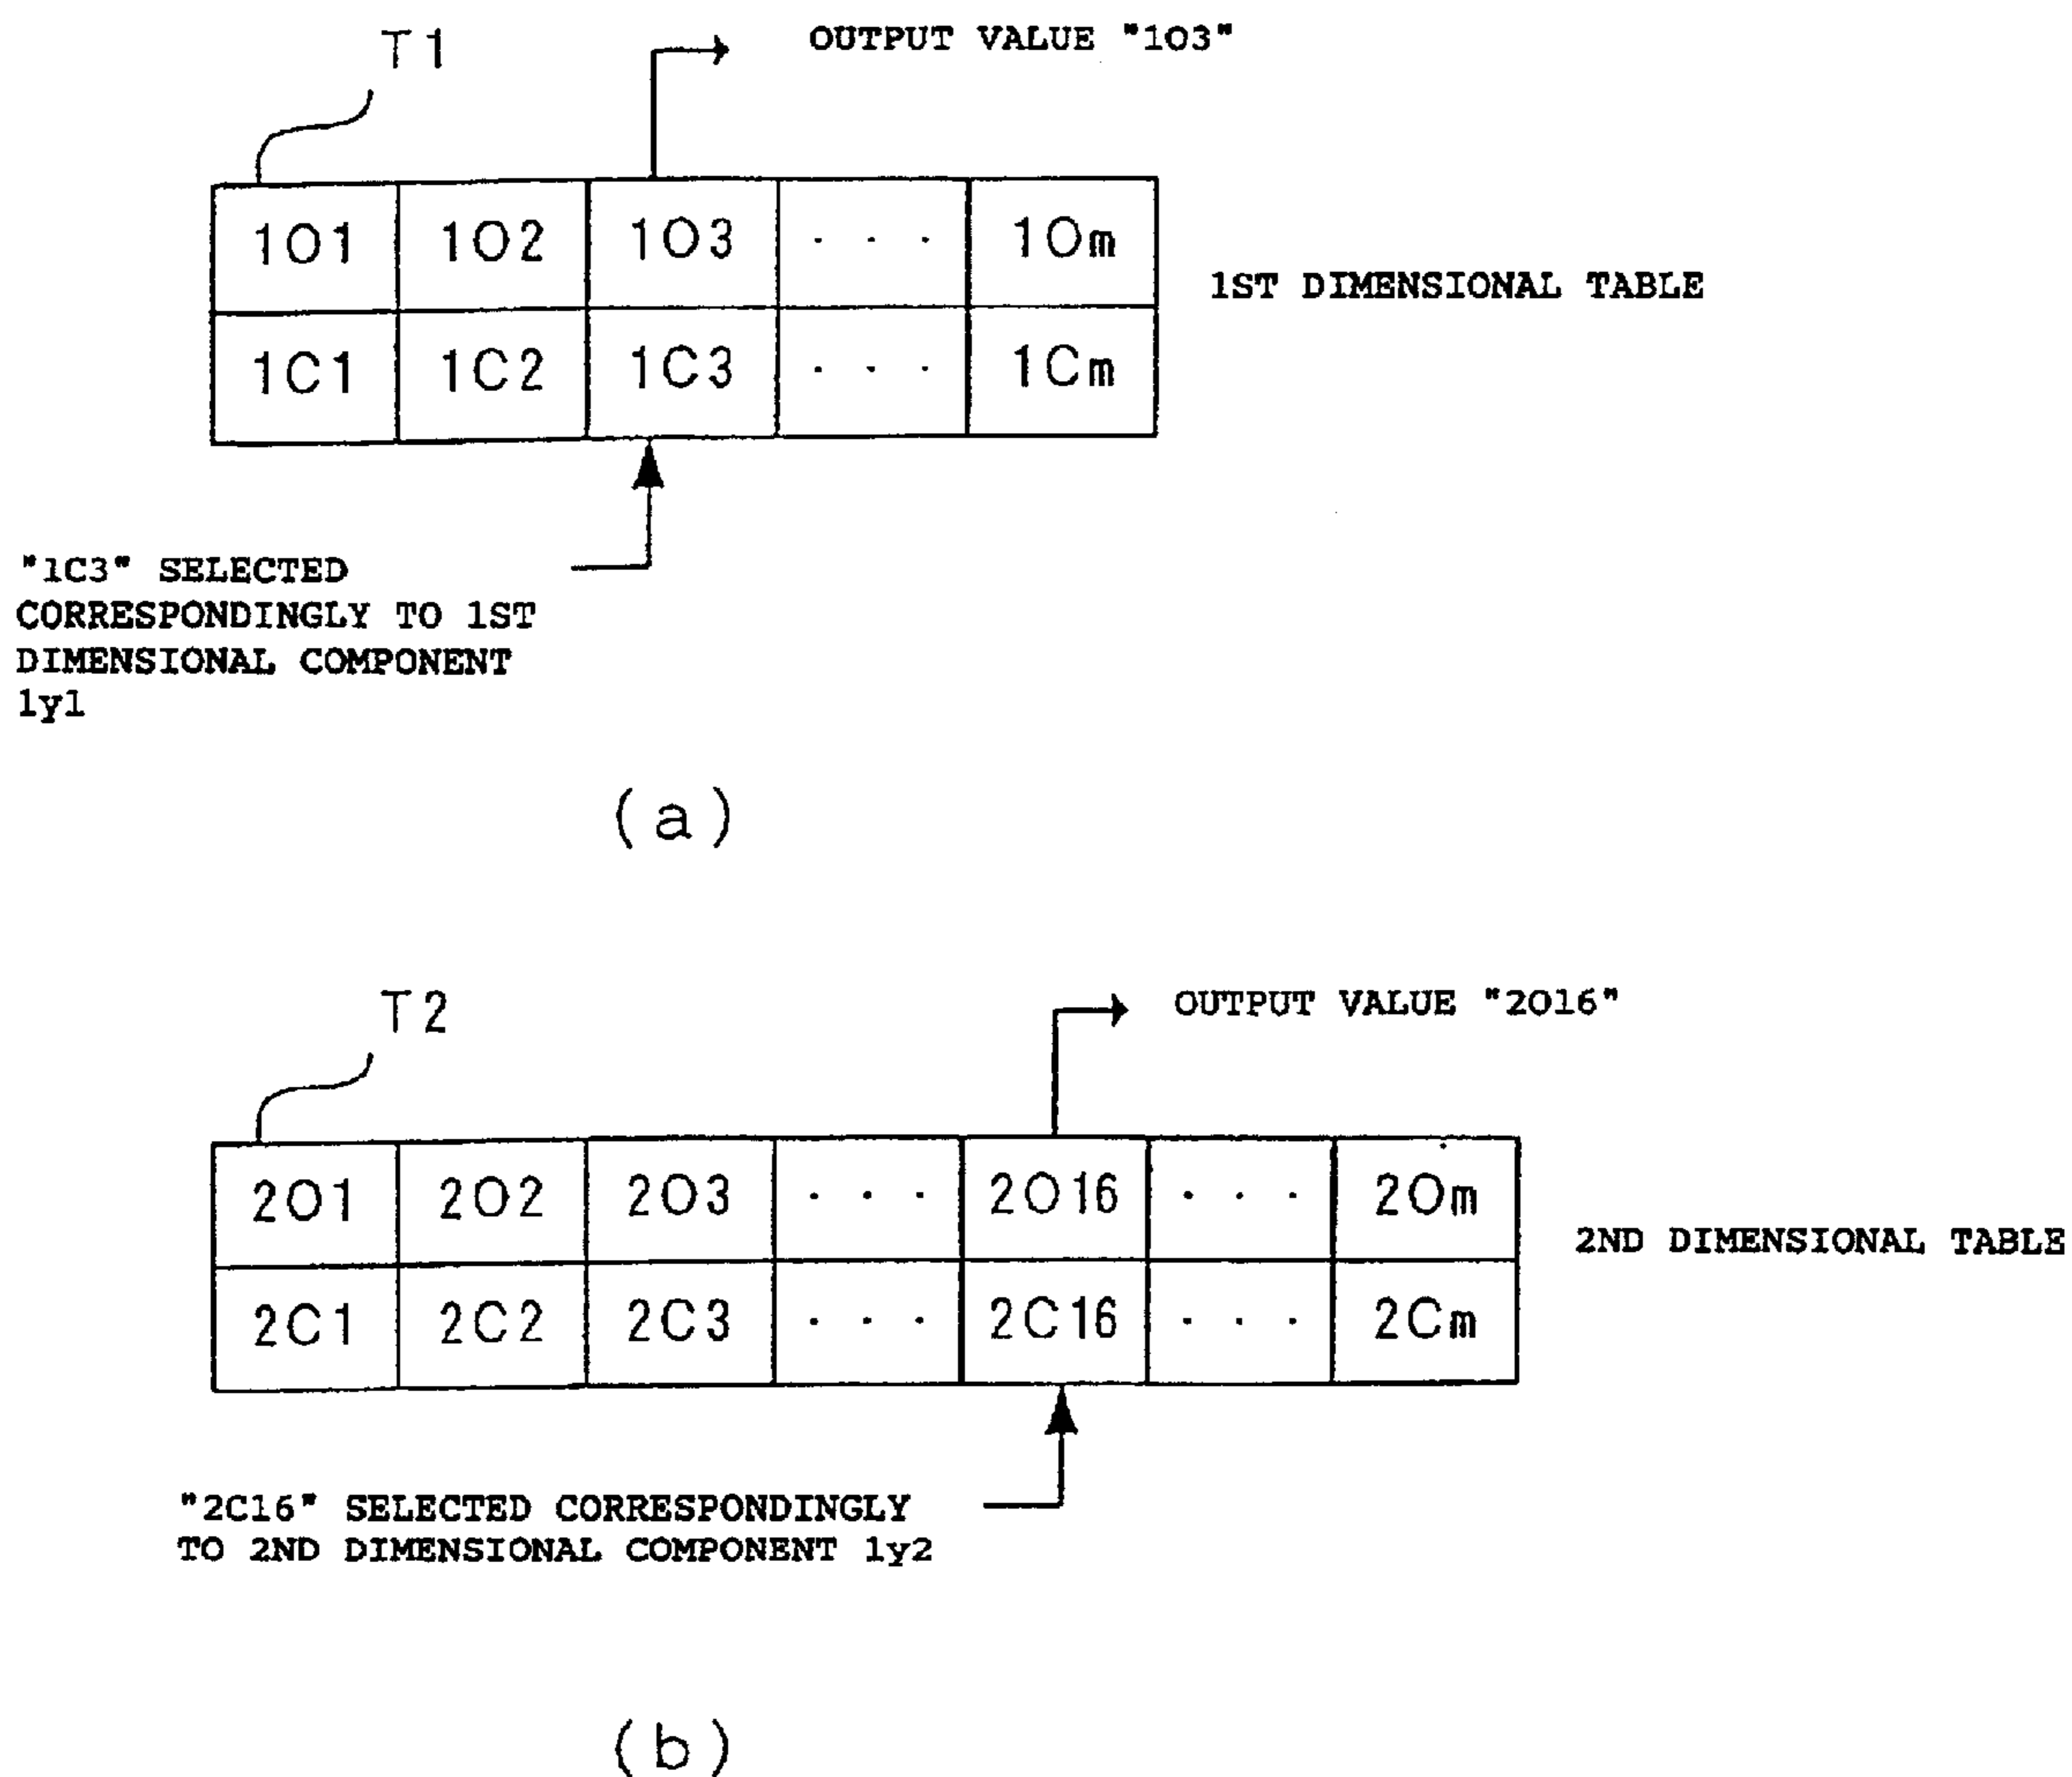 T1
OUTPUT VALUE "1O3"
1O1 1O2 1O3 · · · 1Om
1C1 1C2 1C3 · · · 1Cm
1ST DIMENSIONAL TABLE
"1C3" SELECTED
CORRESPONDINGLY TO 1ST
DIMENSIONAL COMPONENT
1y1
(a)
T2
OUTPUT VALUE "2O16"
2O1 2O2 2O3 · · · 2O16 · · · 2Om
2C1 2C2 2C3 · · · 2C16 · · · 2Cm
2ND DIMENSIONAL TABLE
"2C16" SELECTED CORRESPONDINGLY
TO 2ND DIMENSIONAL COMPONENT 1y2
(b)